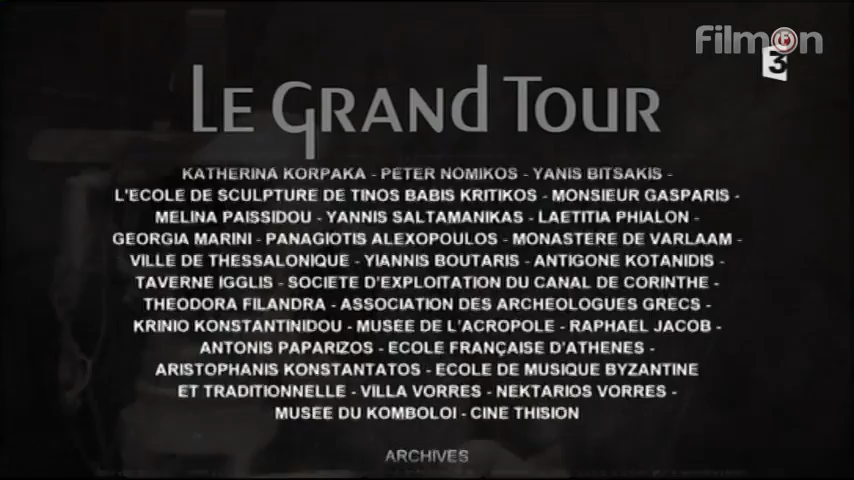 Filmon
3
LE GRAND TOUR
KATHERINA KORPAKA - PETER NOMIKOS - YANIS BITSAKIS -
L'ECOLE DE SCULPTURE DE TINOS BABIS KRITIKOS - MONSIEUR GASPARIS -
MELINA PAISSIDOU - YANNIS SALTAMANIKAS - LAETITIA PHIALON -
GEORGIA MARINI - PANAGIOTIS ALEXOPOULOS - MONASTERE DE VARLAAM -
VILLE DE THESSALONIQUE - YIANNIS BOUTARIS - ANTIGONE KOTANIDIS -
TAVERNE IGGLIS - SOCIETE D'EXPLOITATION DU CANAL DE CORINTHE -
THEODORA FILANDRA - ASSOCIATION DES ARCHEOLOGUES GRECS -
KRINIO KONSTANTINIDOU - MUSEE DE L'ACROPOLE - RAPHAEL JACOB -
ANTONIS PAPARIZOS - ECOLE FRANÇAISE D'ATHENES -
ARISTOPHANIS KONSTANTATOS - ECOLE DE MUSIQUE BYZANTINE
ET TRADITIONNELLE - VILLA VORRES - NEKTARIOS VORRES -
MUSEE DU KOMBOLOI - CINE THISION
ARCHIVES